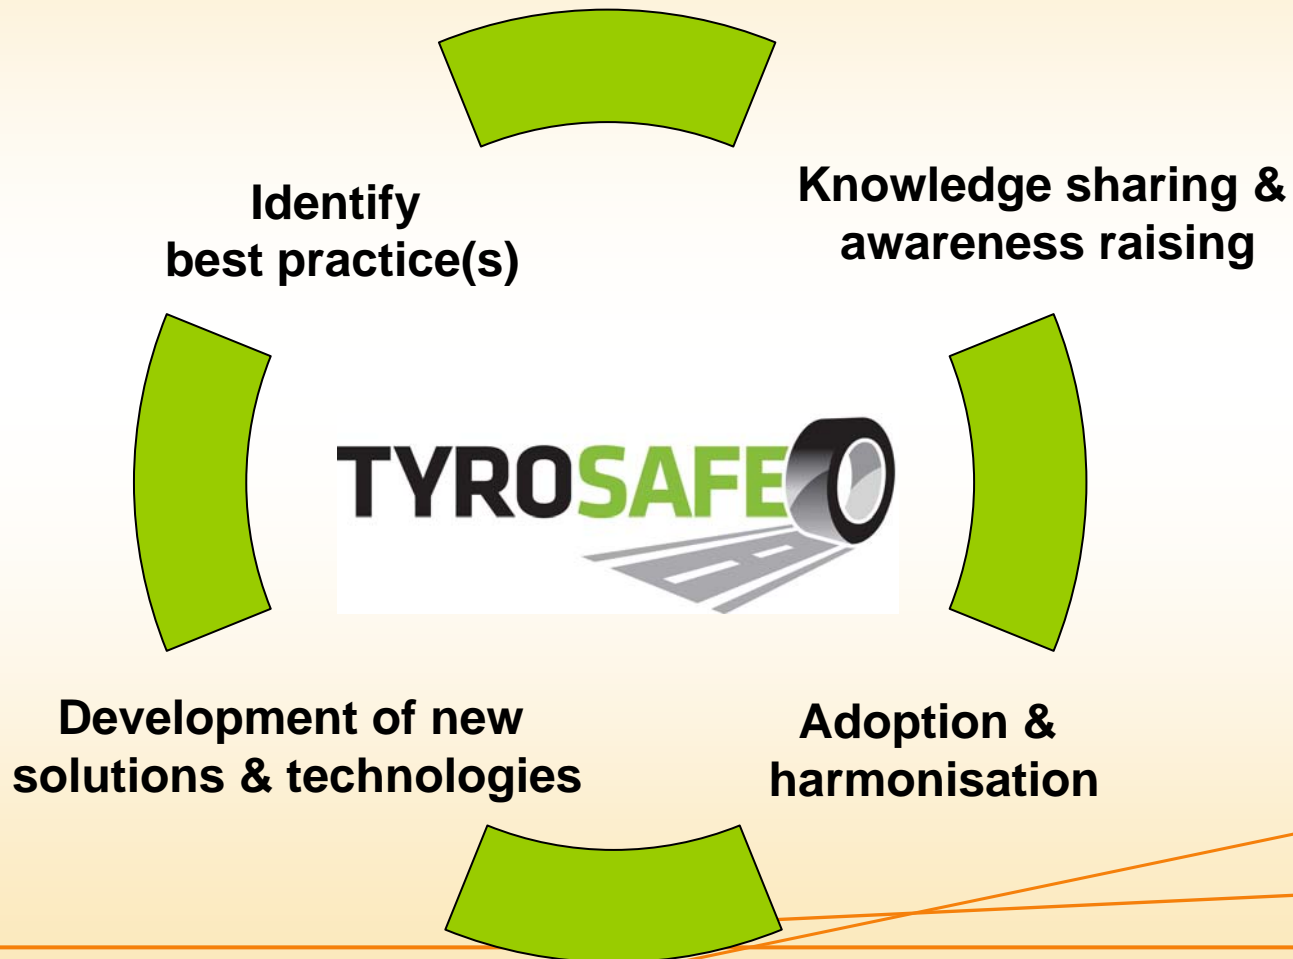 Identify
best practice(s)
Knowledge sharing &
awareness raising
TYROSAFE
Development of new
solutions & technologies
Adoption &
harmonisation